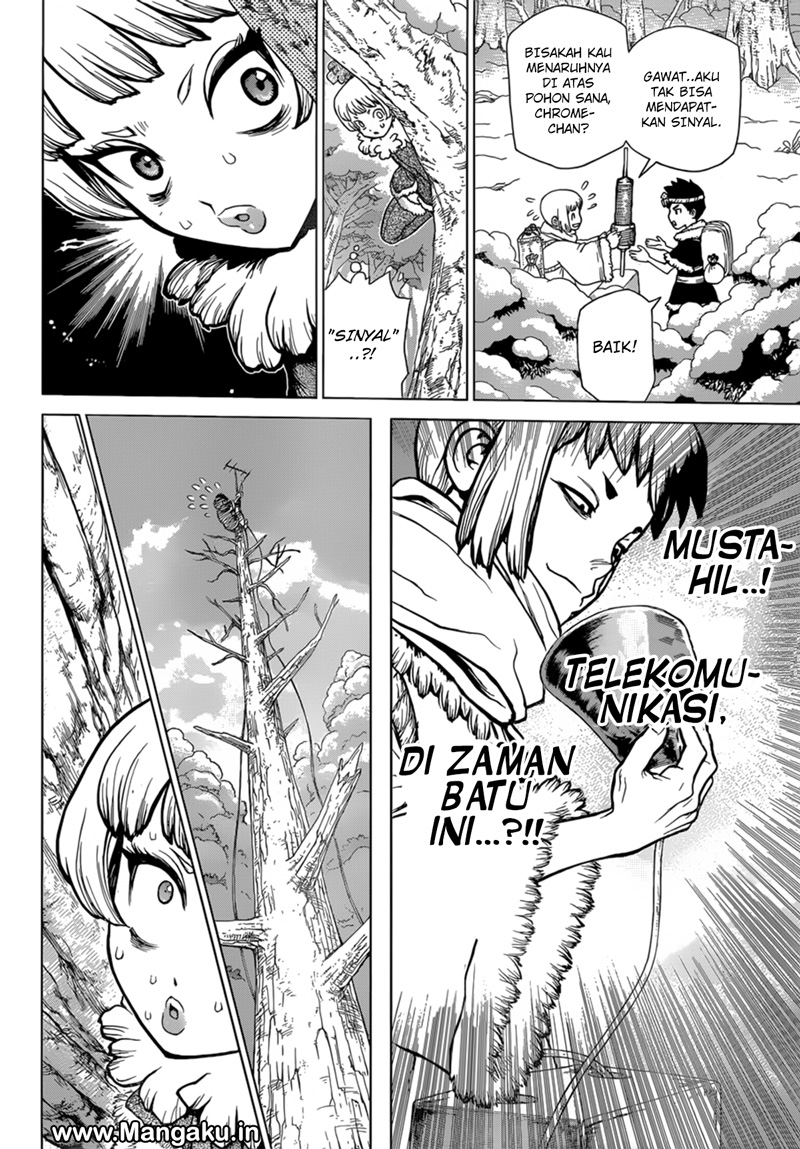 GAWAT..AKU
TAK BISA
MENDAPAT-
KAN SINYAL.
BISAKAH KAU
MENARUHNYA
DI ATAS
POHON SANA,
CHROME-
CHAN?
BAIK!
"SINYAL"
..?!
MUSTA-
HIL...!
TELEKOMU-
NIKASI,
DI ZAMAN
BATU
INI...?!!
www.Mangaku.in